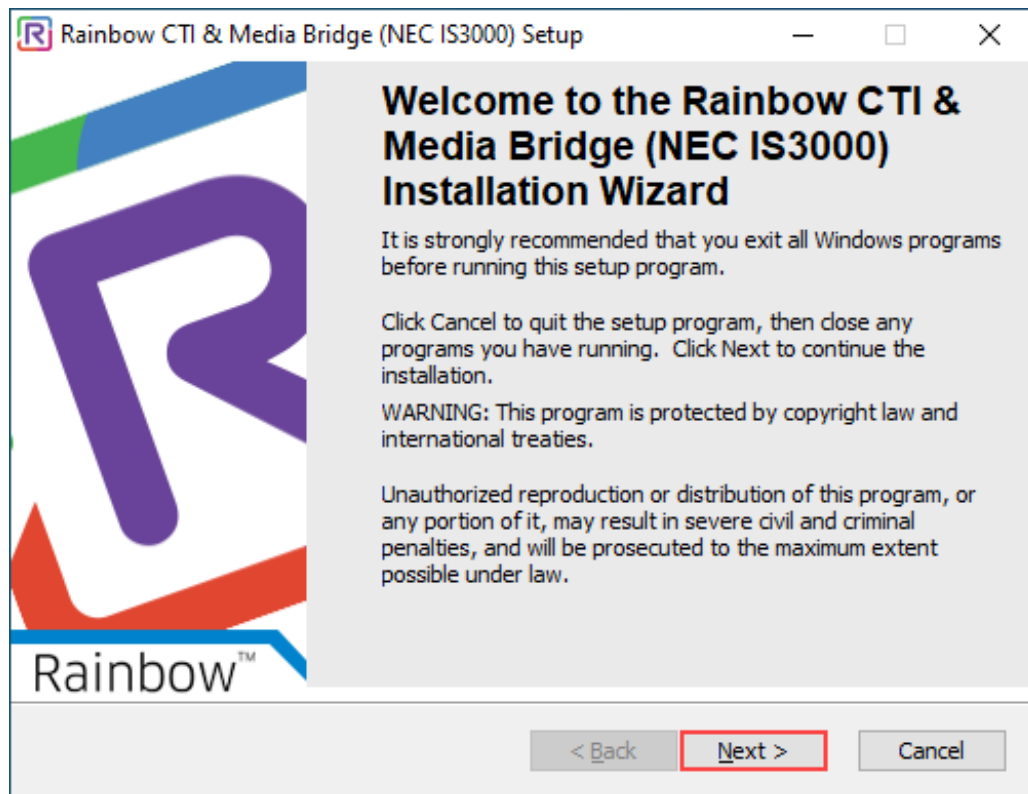 Rainbow CTI & Media Bridge (NEC IS3000) Setup
Welcome to the Rainbow CTI &
Media Bridge (NEC IS3000)
Installation Wizard
It is strongly recommended that you exit all Windows programs
before running this setup program.
Click Cancel to quit the setup program, then close any
programs you have running.  Click Next to continue the
installation.
WARNING: This program is protected by copyright law and
international treaties.
Unauthorized reproduction or distribution of this program, or
any portion of it, may result in severe civil and criminal
penalties, and will be prosecuted to the maximum extent
possible under law.
Rainbow™
< Back
Next >
Cancel